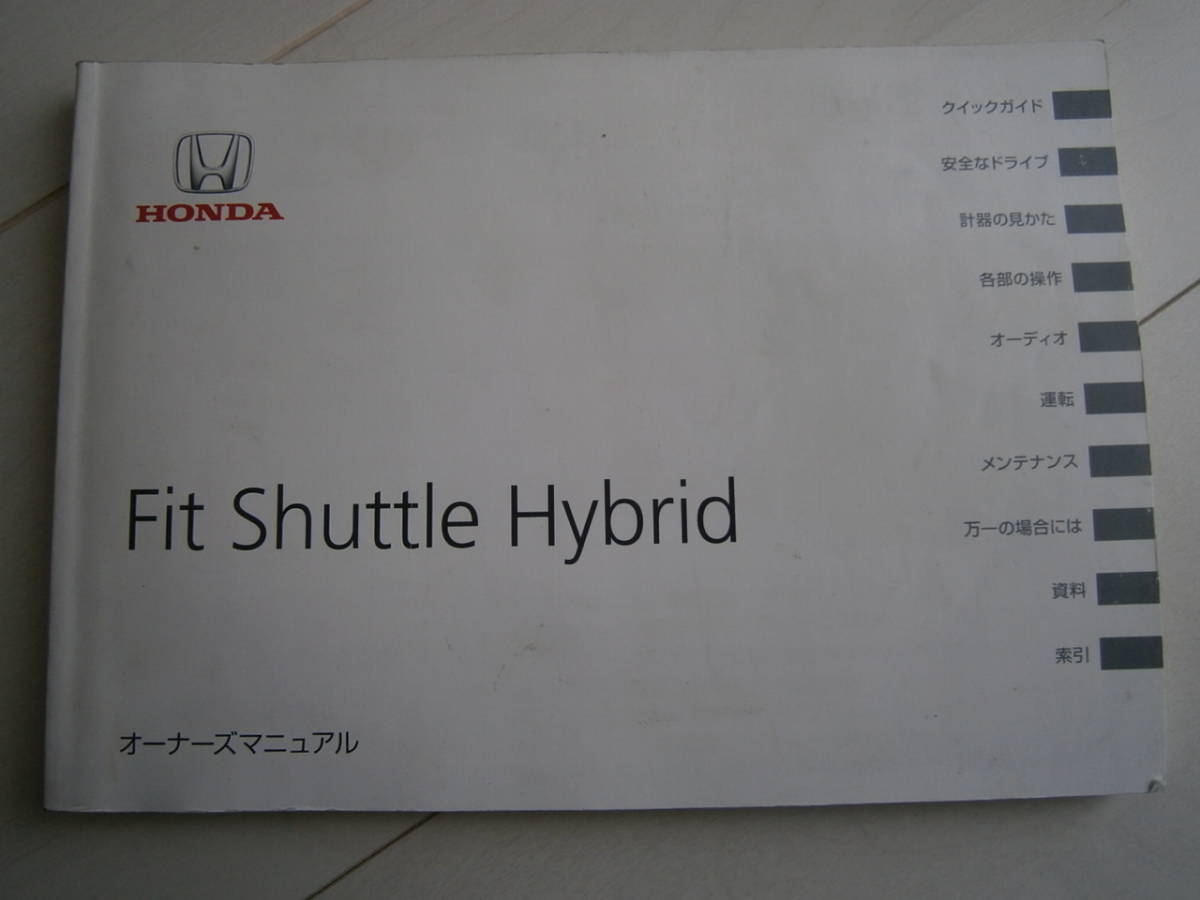 HONDA
Fit Shuttle Hybrid
オーナーズマニュアル
クイックガイド
安全なドライブ
計器の見かた
各部の操作
オーディオ
運転
メンテナンス
万一の場合には
資料
索引